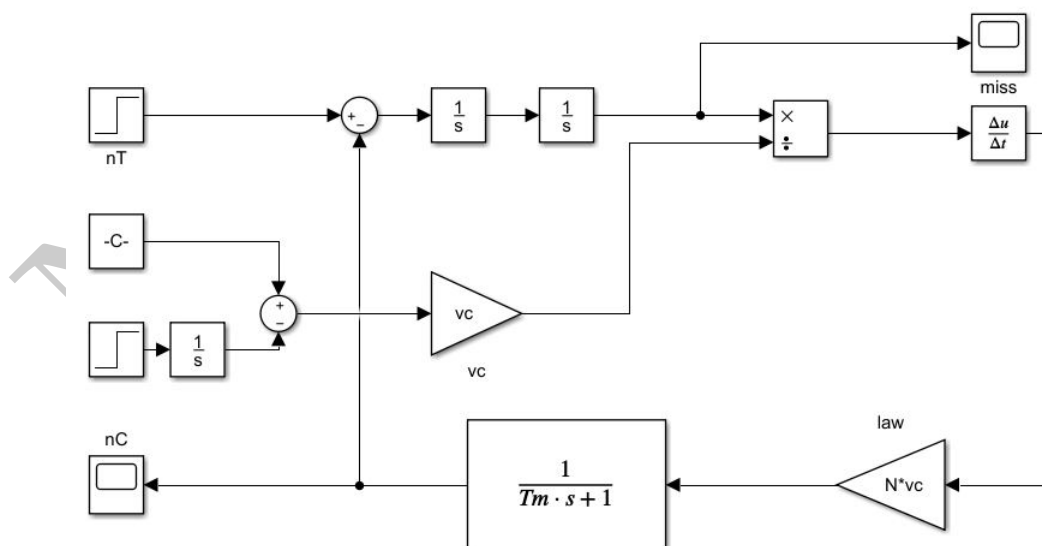 miss
nT
+
−
1
s
1
s
×
÷
Δu
Δt
-C-
+
−
vc
1
s
vc
nC
law
1
Tm · s + 1
N*vc